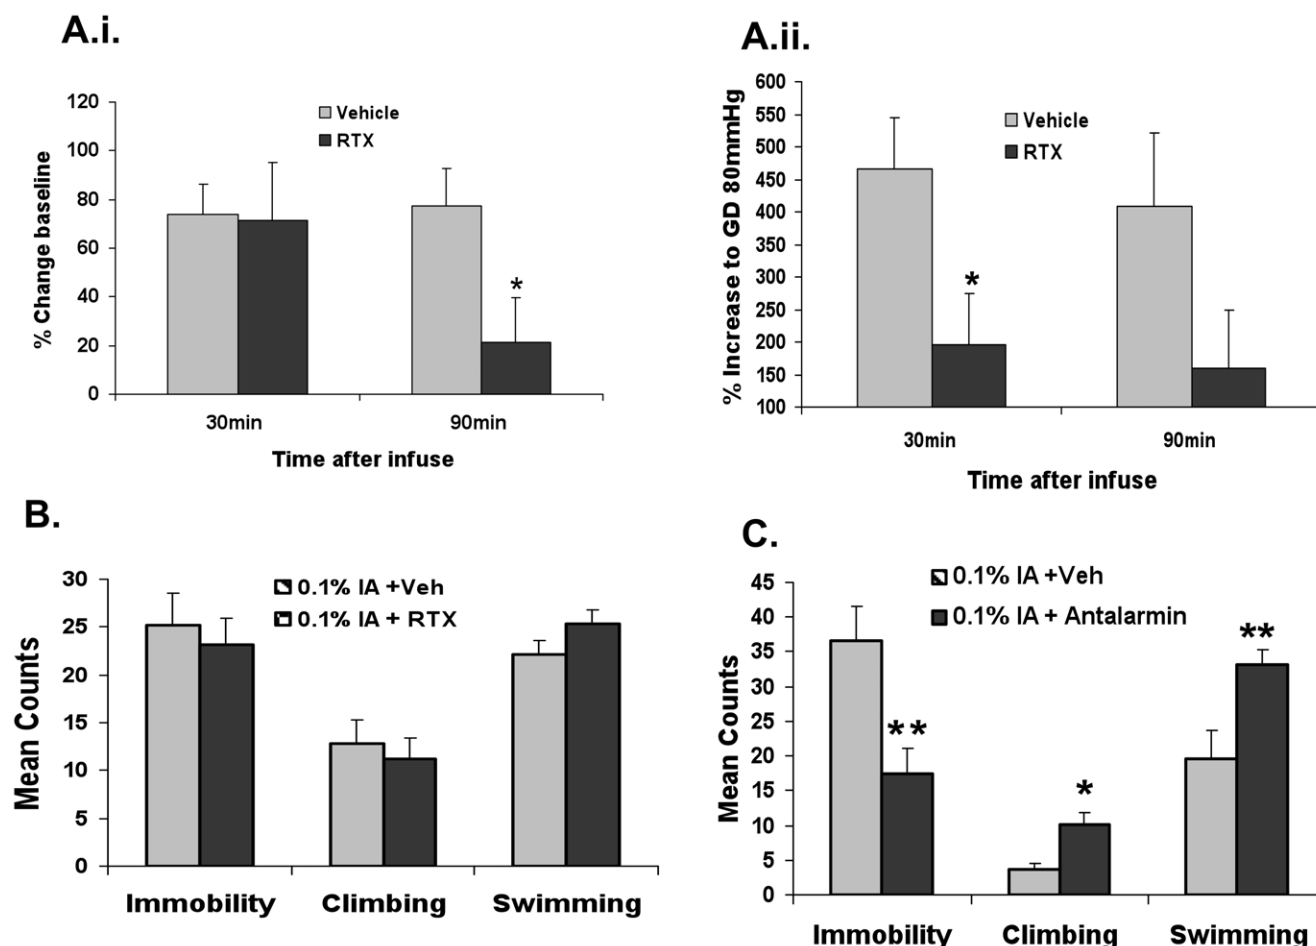 A.i.
120
100
80
60
40
20
0
% Change baseline
Vehicle
RTX
*
30min
90min
Time after infuse
A.ii.
600
550
500
450
400
350
300
250
200
150
100
% Increase to GD 80mmHg
Vehicle
RTX
*
30min
90min
Time after infuse
B.
30
25
20
15
10
5
0
Mean Counts
0.1% IA +Veh
0.1% IA + RTX
Immobility
Climbing
Swimming
C.
45
40
35
30
25
20
15
10
5
0
Mean Counts
0.1% IA +Veh
0.1% IA + Antalarmin
**
*
**
Immobility
Climbing
Swimming